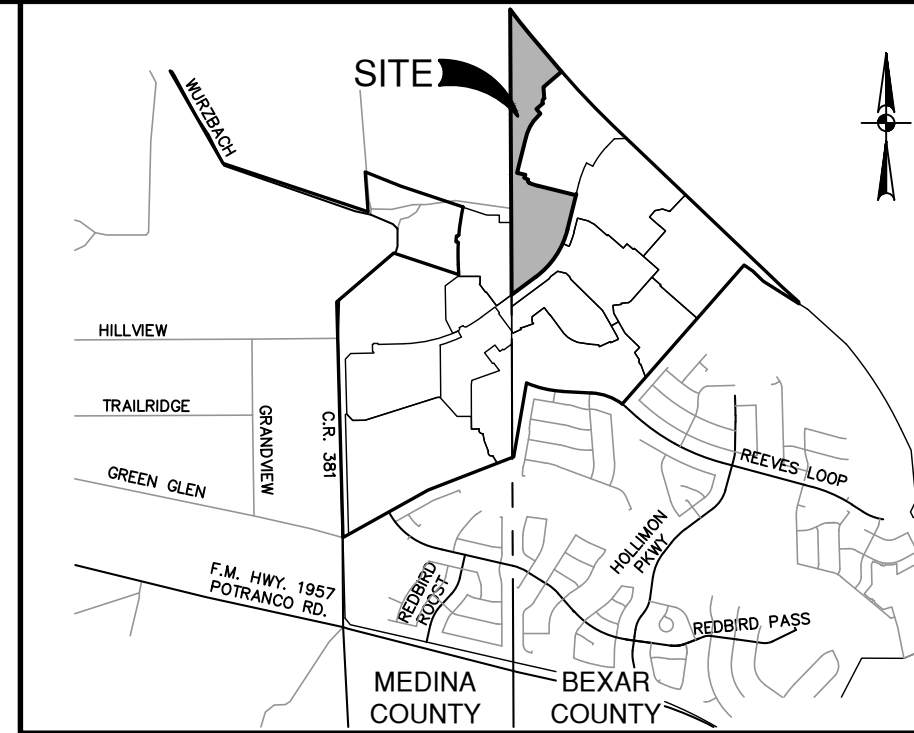 SITE
WURZBACH
HILLVIEW
TRAILRIDGE
GRANDVIEW
C.R. 381
GREEN GLEN
REEVES LOOP
HOLLIMON
PKWY
F.M. HWY. 1957
POTRANCO RD.
REDBIRD
ROOST
REDBIRD PASS
MEDINA
COUNTY
BEXAR
COUNTY